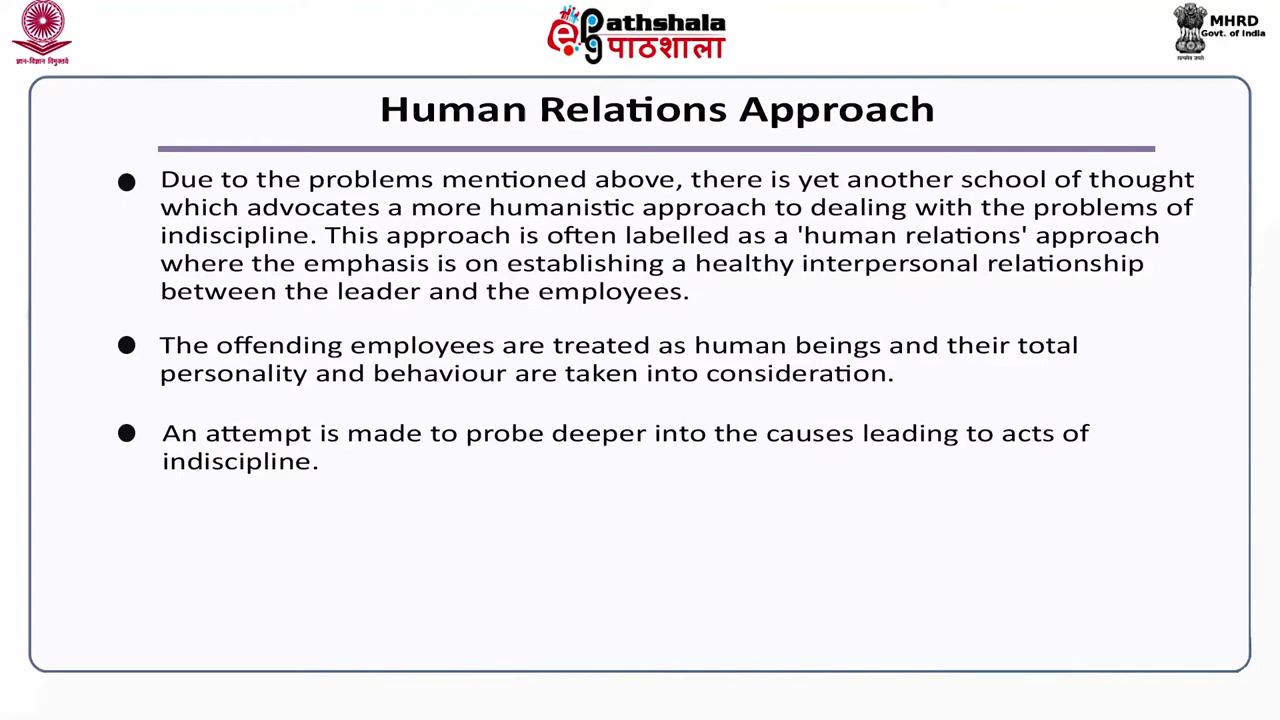 ज्ञान-विज्ञान विमुक्तये
ePathshala
पाठशाला
MHRD
Govt. of India
सत्यमेव जयते
Human Relations Approach
● Due to the problems mentioned above, there is yet another school of thought
which advocates a more humanistic approach to dealing with the problems of
indiscipline. This approach is often labelled as a 'human relations' approach
where the emphasis is on establishing a healthy interpersonal relationship
between the leader and the employees.
● The offending employees are treated as human beings and their total
personality and behaviour are taken into consideration.
● An attempt is made to probe deeper into the causes leading to acts of
indiscipline.